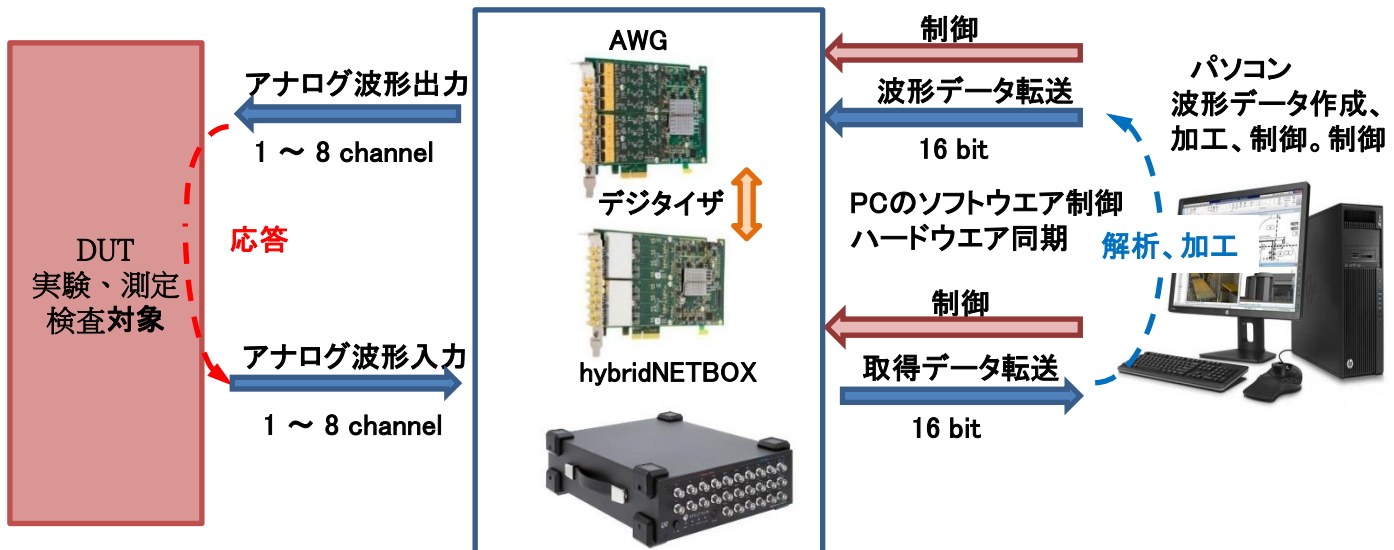 AWG
制御
アナログ波形出力
波形データ転送
パソコン
波形データ作成、
加工、制御。制御
1 ～ 8 channel
16 bit
デジタイザ
PCのソフトウエア制御
ハードウエア同期
応答
解析、加工
DUT
実験、測定
検査対象
制御
アナログ波形入力
hybridNETBOX
取得データ転送
1 ～ 8 channel
16 bit